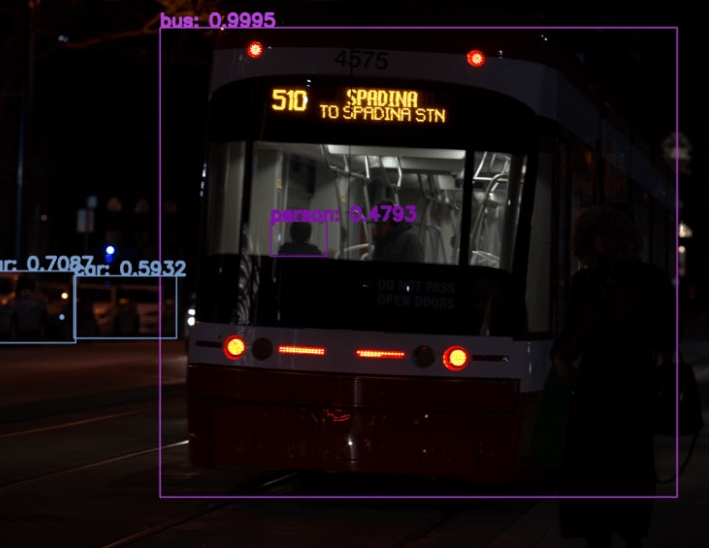 bus: 0.9995
4575
510 SPADINA
TO SPADINA STN
person: 0.4793
ar: 0.7087
car: 0.5932
DO NOT PASS
OPEN DOORS